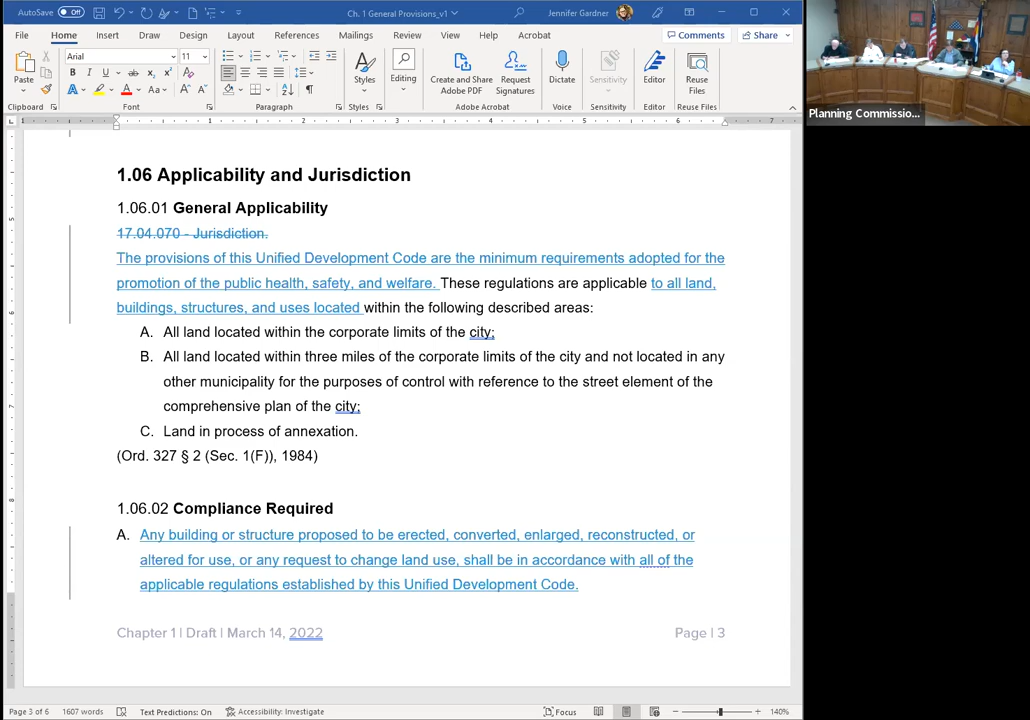 AutoSave Off Ch. 1 General Provisions_v1 Jennifer Gardner
File Home Insert Draw Design Layout References Mailings Review View Help Acrobat Comments Share
Arial 11
Paste Styles Editing Create and Share Adobe PDF Request Signatures Dictate Sensitivity Editor Reuse Files
Clipboard Font Paragraph Styles Adobe Acrobat Voice Sensitivity Editor Reuse Files
Planning Commissio...
1.06 Applicability and Jurisdiction
1.06.01 General Applicability
17.04.070 - Jurisdiction.
The provisions of this Unified Development Code are the minimum requirements adopted for the
promotion of the public health, safety, and welfare. These regulations are applicable to all land,
buildings, structures, and uses located within the following described areas:
A. All land located within the corporate limits of the city;
B. All land located within three miles of the corporate limits of the city and not located in any
other municipality for the purposes of control with reference to the street element of the
comprehensive plan of the city;
C. Land in process of annexation.
(Ord. 327 § 2 (Sec. 1(F)), 1984)
1.06.02 Compliance Required
A. Any building or structure proposed to be erected, converted, enlarged, reconstructed, or
altered for use, or any request to change land use, shall be in accordance with all of the
applicable regulations established by this Unified Development Code.
Chapter 1 | Draft | March 14, 2022 Page | 3
Page 3 of 6 1607 words Text Predictions: On Accessibility: Investigate Focus 140%